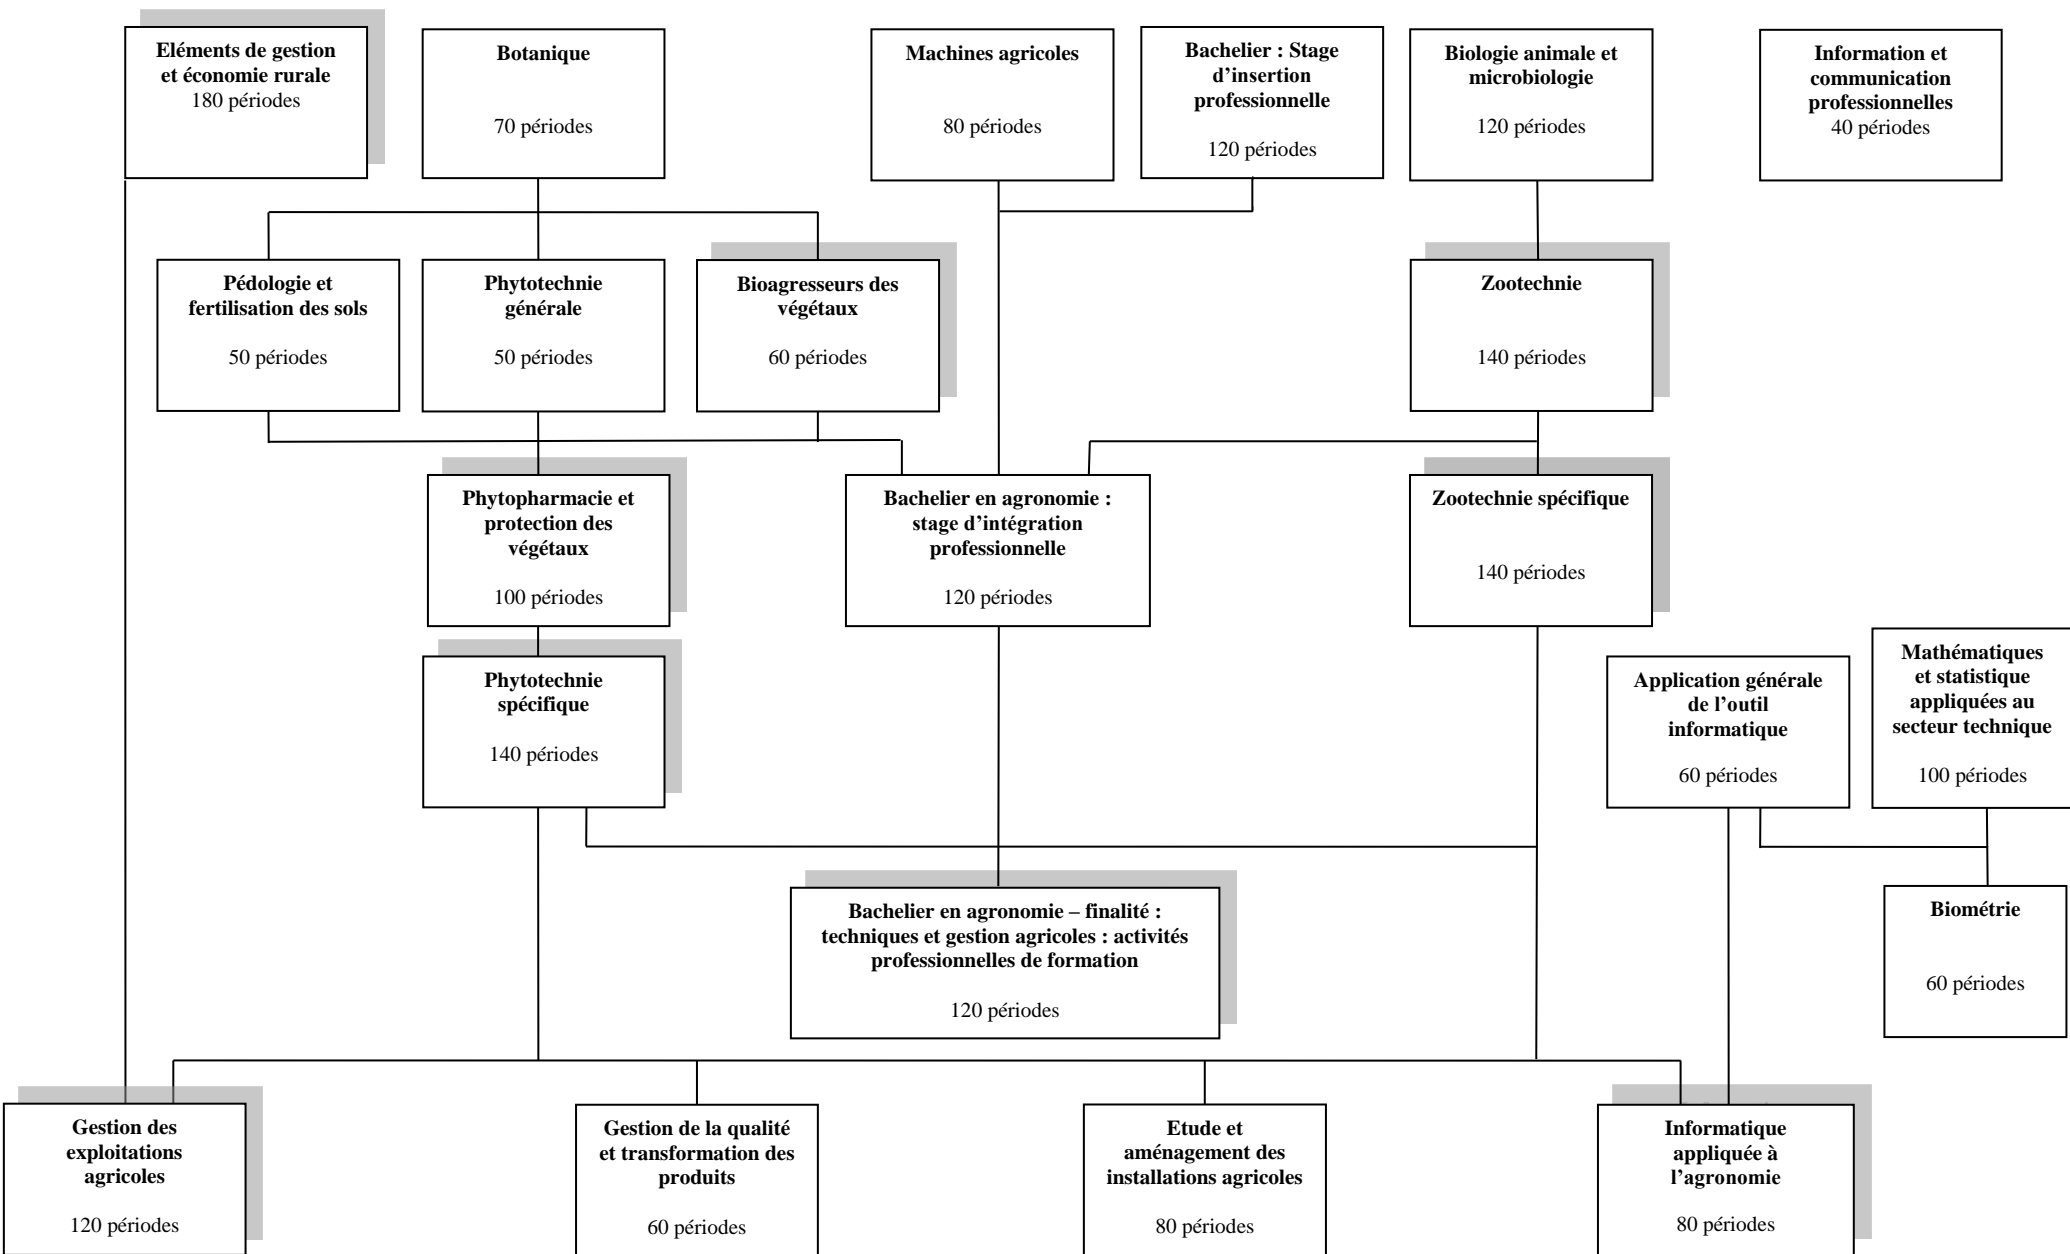 Eléments de gestion
et économie rurale
180 périodes
Botanique
70 périodes
Machines agricoles
80 périodes
Bachelier : Stage
d’insertion
professionnelle
120 périodes
Biologie animale et
microbiologie
120 périodes
Information et
communication
professionnelles
40 périodes
Pédologie et
fertilisation des sols
50 périodes
Phytotechnie
générale
50 périodes
Bioagresseurs des
végétaux
60 périodes
Zootechnie
140 périodes
Phytopharmacie et
protection des
végétaux
100 périodes
Bachelier en agronomie :
stage d’intégration
professionnelle
120 périodes
Zootechnie spécifique
140 périodes
Phytotechnie
spécifique
140 périodes
Application générale
de l’outil
informatique
60 périodes
Mathématiques
et statistique
appliquées au
secteur technique
100 périodes
Bachelier en agronomie – finalité :
techniques et gestion agricoles : activités
professionnelles de formation
120 périodes
Biométrie
60 périodes
Gestion des
exploitations
agricoles
120 périodes
Gestion de la qualité
et transformation des
produits
60 périodes
Etude et
aménagement des
installations agricoles
80 périodes
Informatique
appliquée à
l’agronomie
80 périodes